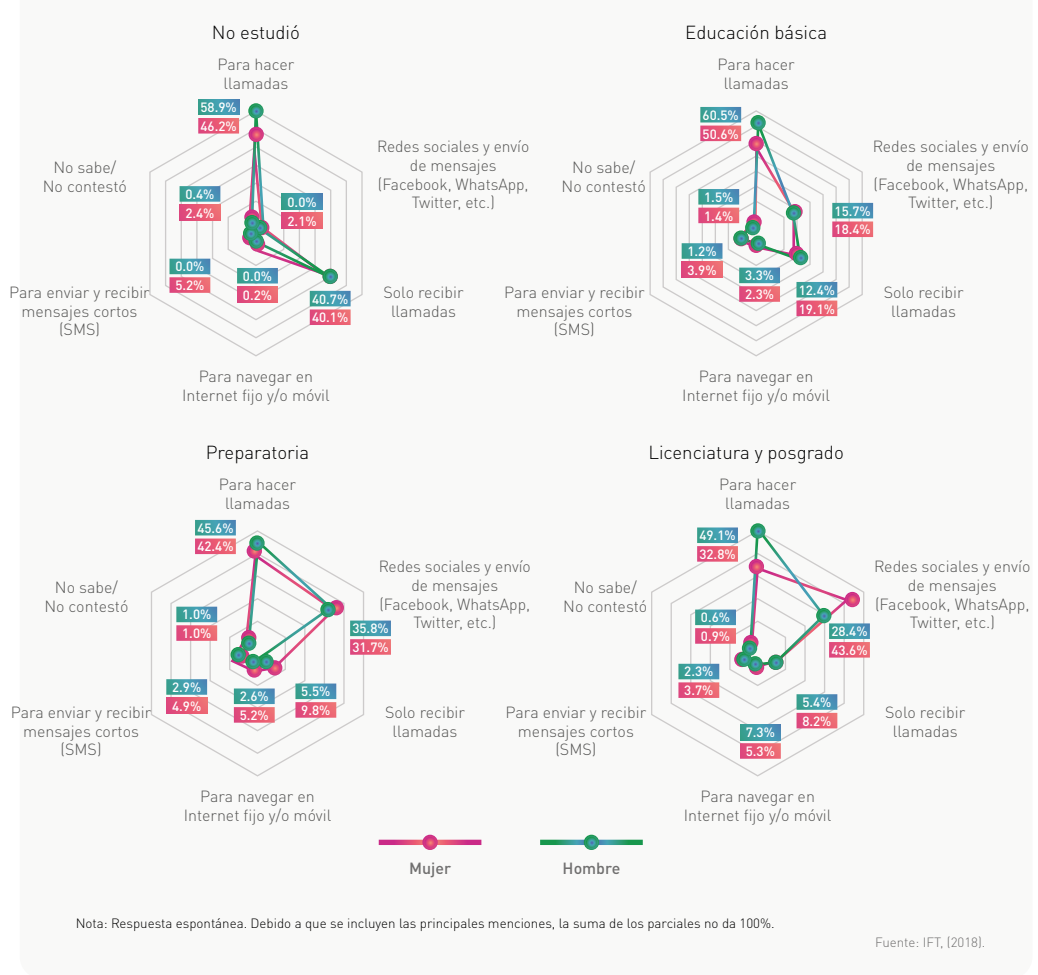 No estudió
Para hacer
llamadas
58.9%
46.2%
Redes sociales y envío
de mensajes
(Facebook, WhatsApp,
Twitter, etc.)
No sabe/
No contestó
0.4%
2.4%
0.0%
2.1%
0.0%
5.2%
0.0%
0.2%
40.7%
40.1%
Para enviar y recibir
mensajes cortos
(SMS)
Solo recibir
llamadas
Para navegar en
Internet fijo y/o móvil
Educación básica
Para hacer
llamadas
60.5%
50.6%
Redes sociales y envío
de mensajes
(Facebook, WhatsApp,
Twitter, etc.)
No sabe/
No contestó
1.5%
1.4%
15.7%
18.4%
1.2%
3.9%
3.3%
2.3%
12.4%
19.1%
Para enviar y recibir
mensajes cortos
(SMS)
Solo recibir
llamadas
Para navegar en
Internet fijo y/o móvil
Preparatoria
Para hacer
llamadas
45.6%
42.4%
Redes sociales y envío
de mensajes
(Facebook, WhatsApp,
Twitter, etc.)
No sabe/
No contestó
1.0%
1.0%
35.8%
31.7%
2.9%
4.9%
2.6%
5.2%
5.5%
9.8%
Para enviar y recibir
mensajes cortos
(SMS)
Solo recibir
llamadas
Para navegar en
Internet fijo y/o móvil
Licenciatura y posgrado
Para hacer
llamadas
49.1%
32.8%
Redes sociales y envío
de mensajes
(Facebook, WhatsApp,
Twitter, etc.)
No sabe/
No contestó
0.6%
0.9%
28.4%
43.6%
2.3%
3.7%
7.3%
5.3%
5.4%
8.2%
Para enviar y recibir
mensajes cortos
(SMS)
Solo recibir
llamadas
Para navegar en
Internet fijo y/o móvil
Mujer
Hombre
Nota: Respuesta espontánea. Debido a que se incluyen las principales menciones, la suma de los parciales no da 100%.
Fuente: IFT, (2018).